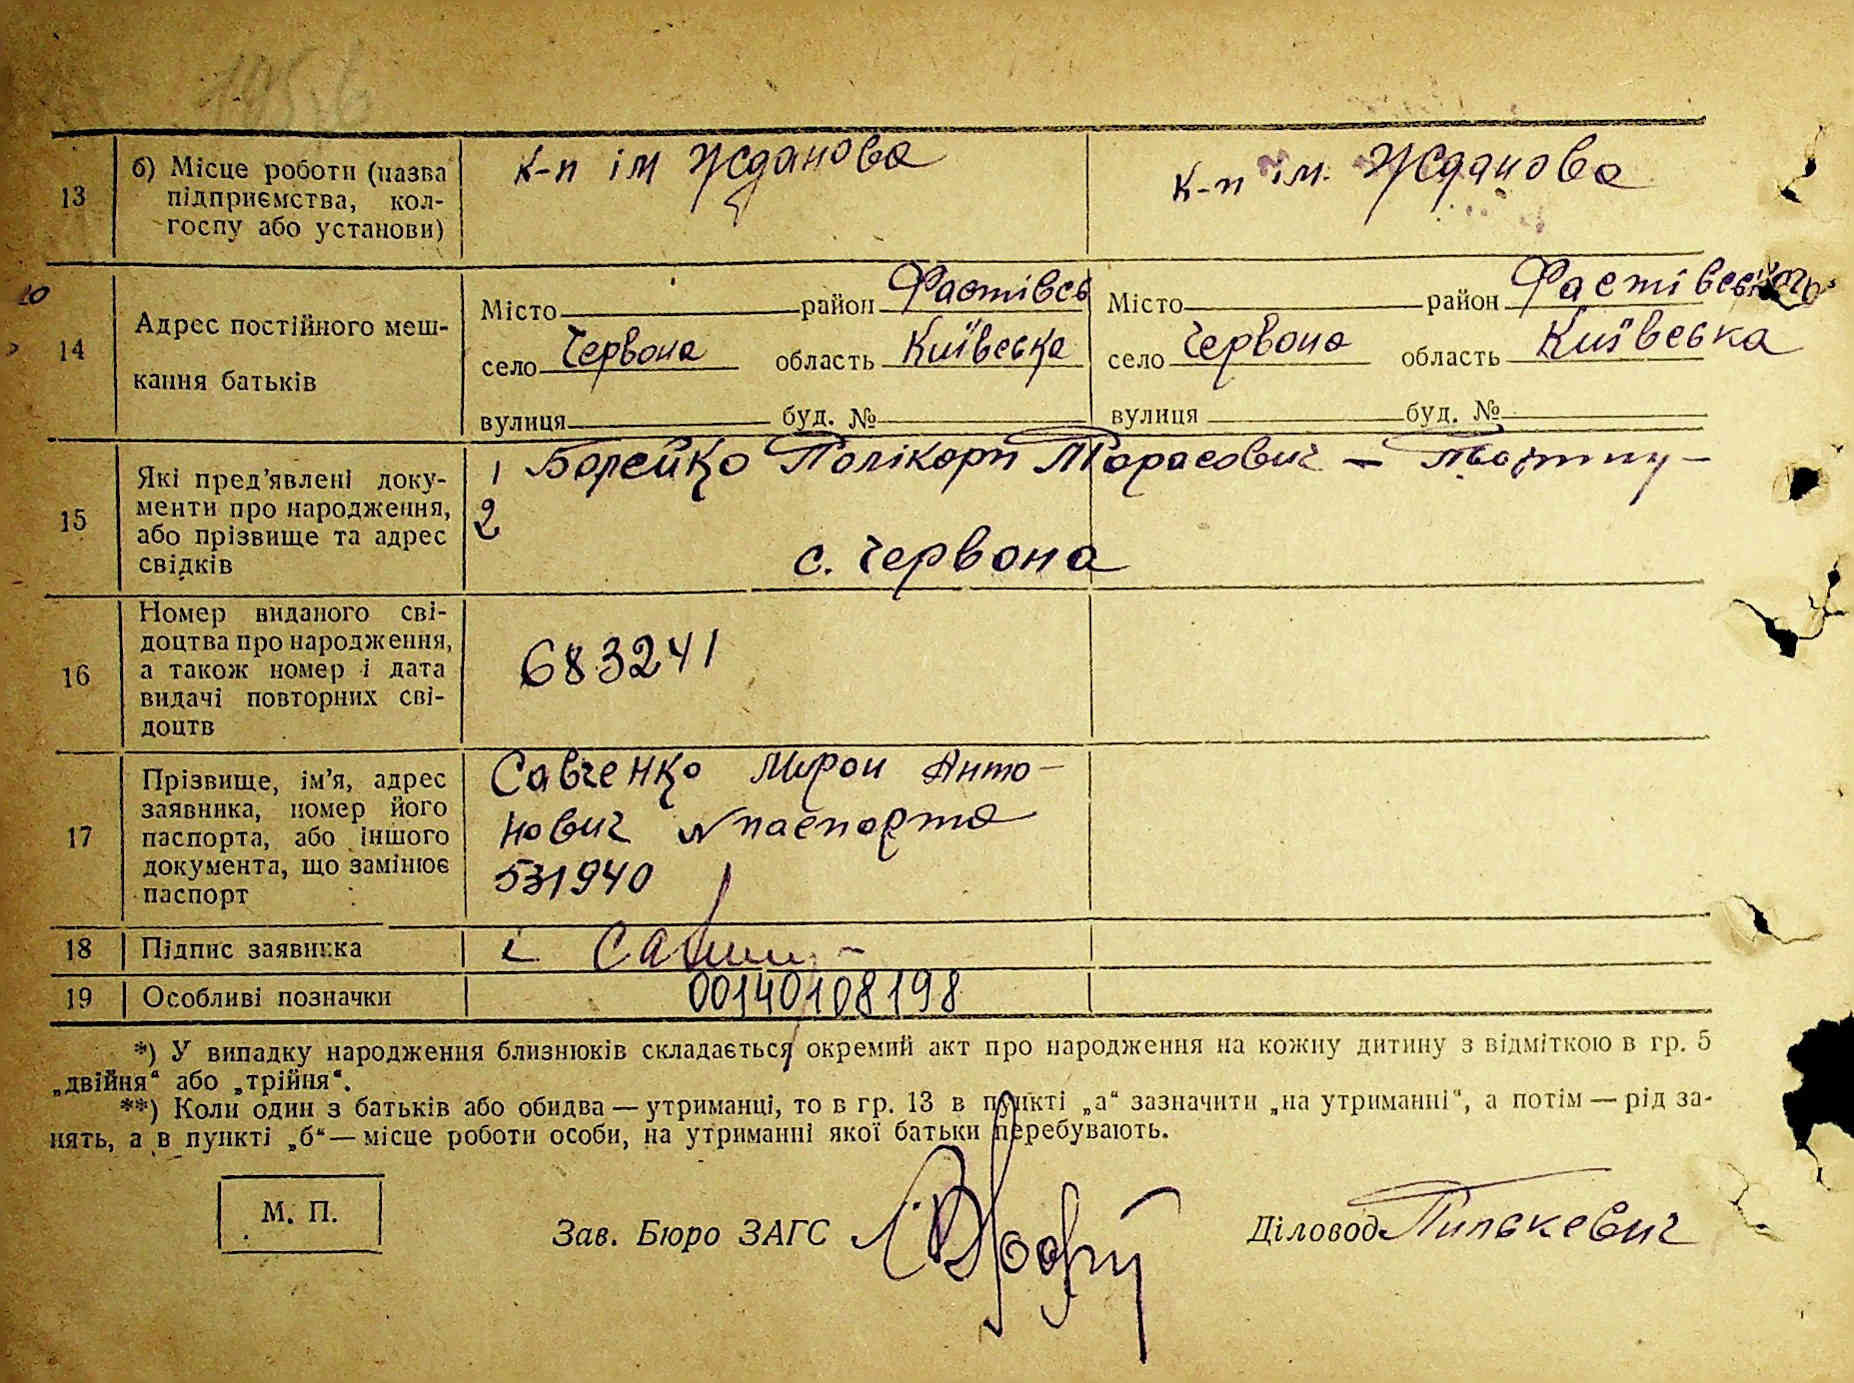 1956
13 б) Місце роботи (назва підприємства, колгоспу або установи) к-п ім Жданова к-п ім. Жданова
14 Адрес постійного мешкання батьків
Місто район Фастівсь Місто район Фастівського
село Червона область Київська село Червона область Київська
вулиця буд. № вулиця буд. №
15 Які пред'явлені документи про народження, або прізвище та адрес свідків
1 Борейко Полікарп Тарасович –
2
с. Червона
16 Номер виданого свідоцтва про народження, а також номер і дата видачі повторних свідоцтв
683241
17 Прізвище, ім'я, адрес заявника, номер його паспорта, або іншого документа, що замінює паспорт
Савченко Мирон Анто-
нович № паспорта
531940
18 Підпис заявника
19 Особливі позначки 00140108198
*) У випадку народження близнюків складається окремий акт про народження на кожну дитину з відміткою в гр. 5
„двійня“ або „трійня“.
**) Коли один з батьків або обидва — утриманці, то в гр. 13 в пункті „а“ зазначити „на утриманні“, а потім — рід за-
нять, а в пункті „б“ — місце роботи особи, на утриманні якої батьки перебувають.
М. П.
Зав. Бюро ЗАГС Діловод Пилькевич